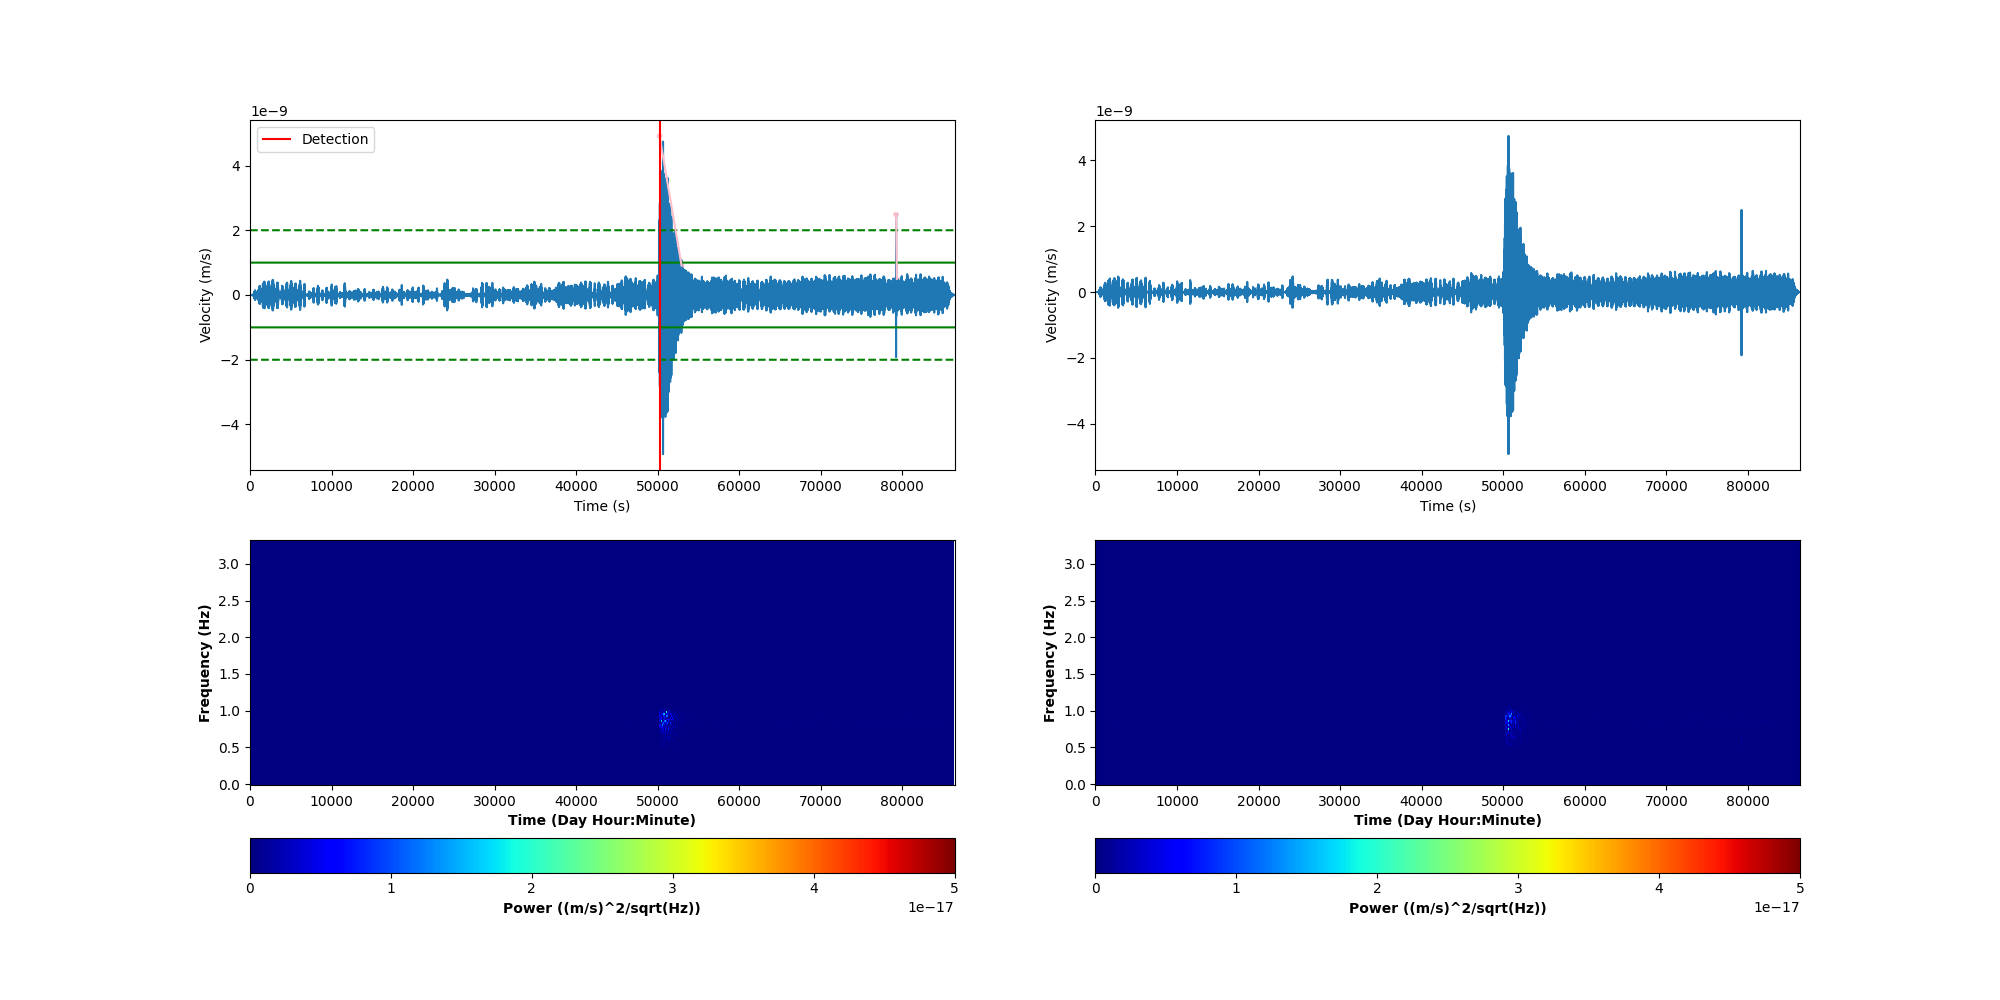 1e−9
Detection
4
2
0
−2
−4
Velocity (m/s)
0 10000 20000 30000 40000 50000 60000 70000 80000
Time (s)
1e−9
4
2
0
−2
−4
Velocity (m/s)
0 10000 20000 30000 40000 50000 60000 70000 80000
Time (s)
3.0
2.5
2.0
1.5
1.0
0.5
0.0
Frequency (Hz)
0 10000 20000 30000 40000 50000 60000 70000 80000
Time (Day Hour:Minute)
0 1 2 3 4 5
Power ((m/s)^2/sqrt(Hz))
1e−17
3.0
2.5
2.0
1.5
1.0
0.5
0.0
Frequency (Hz)
0 10000 20000 30000 40000 50000 60000 70000 80000
Time (Day Hour:Minute)
0 1 2 3 4 5
Power ((m/s)^2/sqrt(Hz))
1e−17